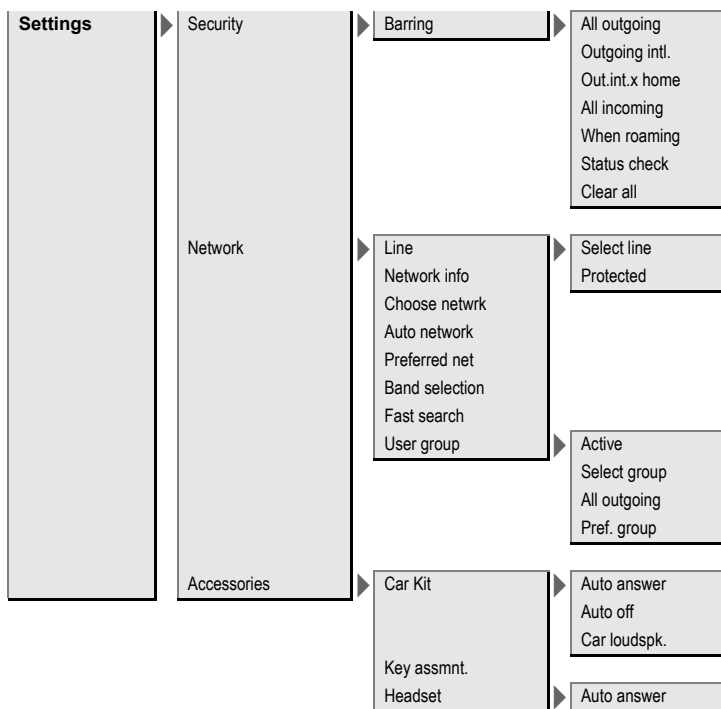 Settings
Security
Barring
All outgoing
Outgoing intl.
Out.int.x home
All incoming
When roaming
Status check
Clear all
Network
Line
Select line
Network info
Protected
Choose netwrk
Auto network
Preferred net
Band selection
Fast search
User group
Active
Select group
All outgoing
Pref. group
Accessories
Car Kit
Auto answer
Auto off
Car loudspk.
Key assmnt.
Headset
Auto answer